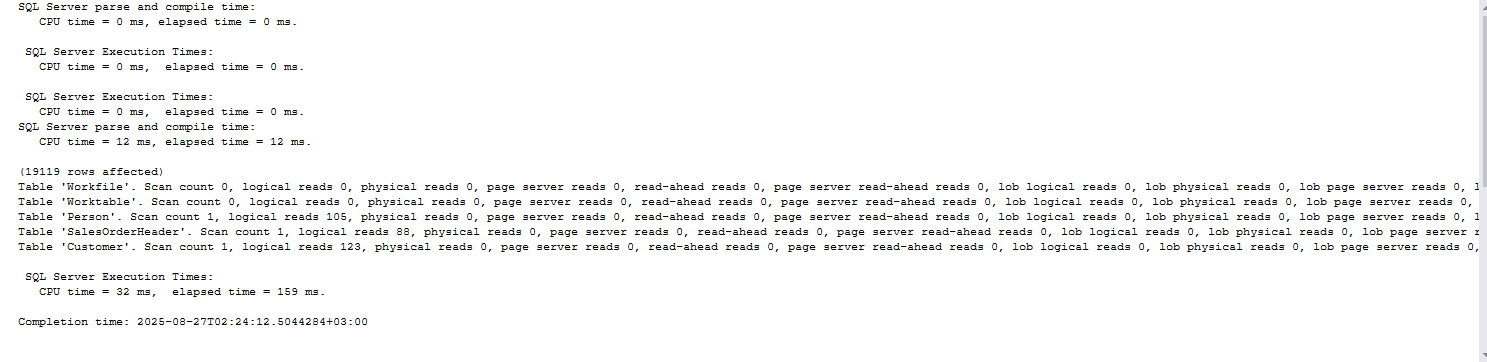 SQL Server parse and compile time:
CPU time = 0 ms, elapsed time = 0 ms.
SQL Server Execution Times:
CPU time = 0 ms,  elapsed time = 0 ms.
SQL Server Execution Times:
CPU time = 0 ms,  elapsed time = 0 ms.
SQL Server parse and compile time:
CPU time = 12 ms, elapsed time = 12 ms.
(19119 rows affected)
Table 'Workfile'. Scan count 0, logical reads 0, physical reads 0, page server reads 0, read-ahead reads 0, page server read-ahead reads 0, lob logical reads 0, lob physical reads 0, lob page server reads 0, l
Table 'Worktable'. Scan count 0, logical reads 0, physical reads 0, page server reads 0, read-ahead reads 0, page server read-ahead reads 0, lob logical reads 0, lob physical reads 0, lob page server reads 0,
Table 'Person'. Scan count 1, logical reads 105, physical reads 0, page server reads 0, read-ahead reads 0, page server read-ahead reads 0, lob logical reads 0, lob physical reads 0, lob page server reads 0, l
Table 'SalesOrderHeader'. Scan count 1, logical reads 88, physical reads 0, page server reads 0, read-ahead reads 0, page server read-ahead reads 0, lob logical reads 0, lob physical reads 0, lob page server r
Table 'Customer'. Scan count 1, logical reads 123, physical reads 0, page server reads 0, read-ahead reads 0, page server read-ahead reads 0, lob logical reads 0, lob physical reads 0, lob page server reads 0,
SQL Server Execution Times:
CPU time = 32 ms,  elapsed time = 159 ms.
Completion time: 2025-08-27T02:24:12.5044284+03:00